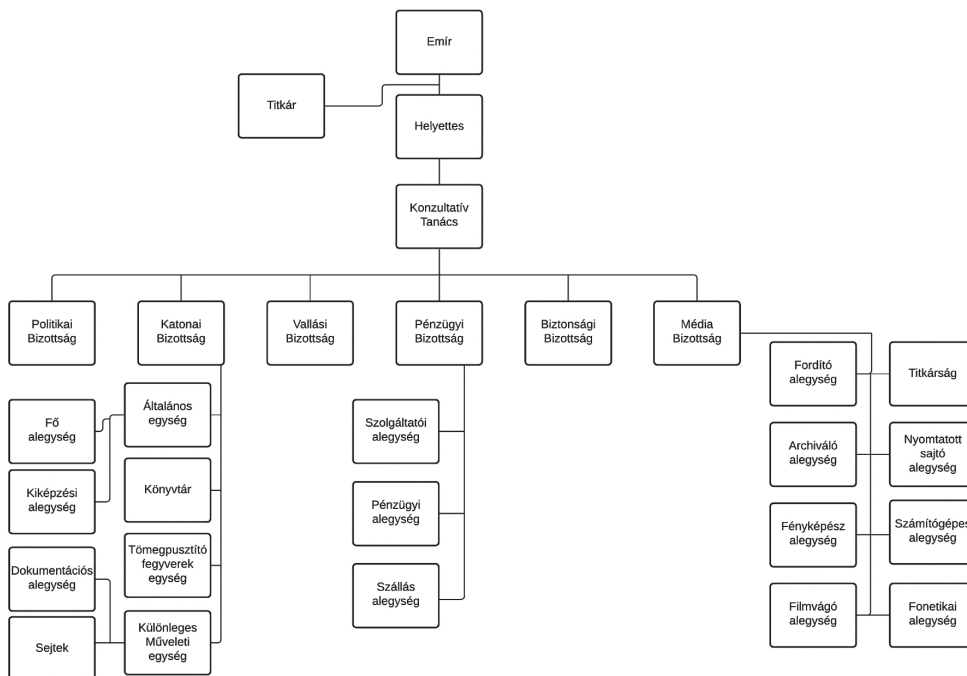 Emír
Titkár
Helyettes
Konzultatív
Tanács
Politikai
Bizottság
Katonai
Bizottság
Vallási
Bizottság
Pénzügyi
Bizottság
Biztonsági
Bizottság
Média
Bizottság
Fő
alegység
Kiképzési
alegység
Dokumentációs
alegység
Sejtek
Általános
egység
Könyvtár
Tömegpusztító
fegyverek
egység
Különleges
Műveleti
egység
Szolgáltatói
alegység
Pénzügyi
alegység
Szállás
alegység
Fordító
alegység
Titkárság
Archiváló
alegység
Nyomtatott
sajtó
alegység
Fényképész
alegység
Számítógépes
alegység
Filmvágó
alegység
Fonetikai
alegység